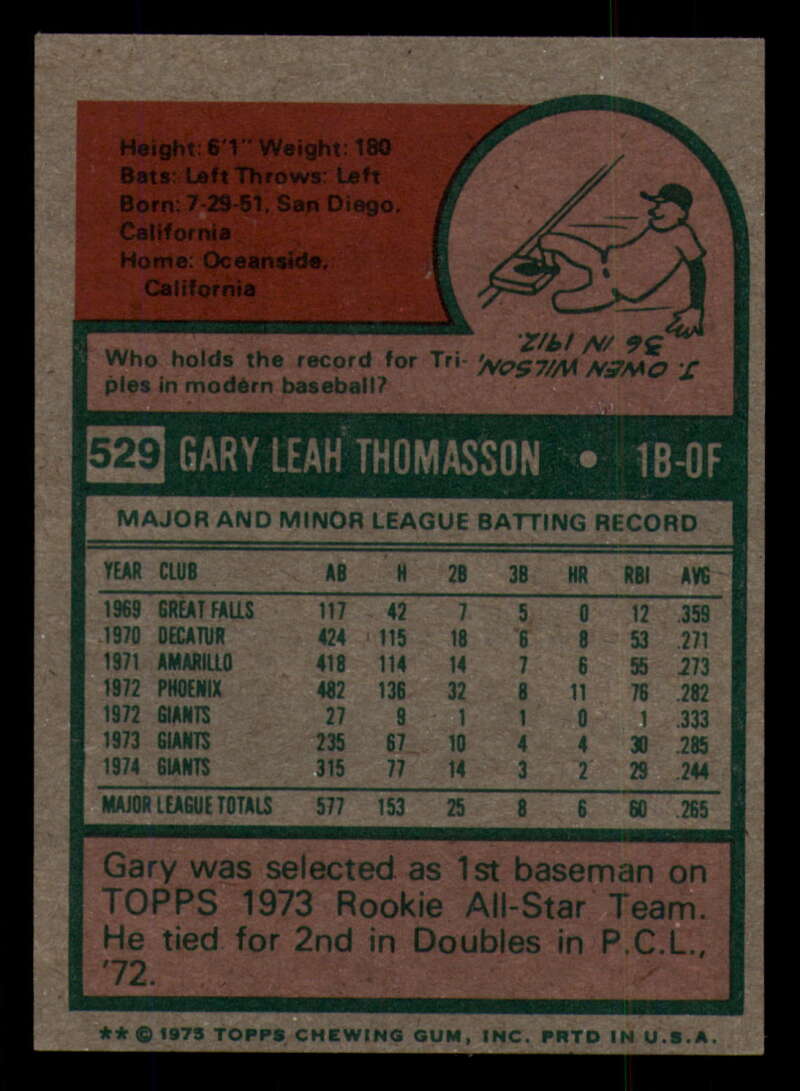 Height: 6'1" Weight: 180
Bats: Left Throws: Left
Born: 7-29-51, San Diego,
California
Home: Oceanside,
California
Who holds the record for Tri-
ples in modern baseball?
J. OWEN WILSON,
36 IN 1912.
529 GARY LEAH THOMASSON • 1B-OF
MAJOR AND MINOR LEAGUE BATTING RECORD
YEAR CLUB AB H 2B 3B HR RBI AVG
1969 GREAT FALLS 117 42 7 5 0 12 .359
1970 DECATUR 424 115 18 6 8 53 .271
1971 AMARILLO 418 114 14 7 6 55 .273
1972 PHOENIX 482 136 32 8 11 76 .282
1972 GIANTS 27 9 1 1 0 1 .333
1973 GIANTS 235 67 10 4 4 30 .285
1974 GIANTS 315 77 14 3 2 29 .244
MAJOR LEAGUE TOTALS 577 153 25 8 6 60 .265
Gary was selected as 1st baseman on
TOPPS 1973 Rookie All-Star Team.
He tied for 2nd in Doubles in P.C.L.,
'72.
** © 1975 TOPPS CHEWING GUM, INC. PRTD IN U.S.A.